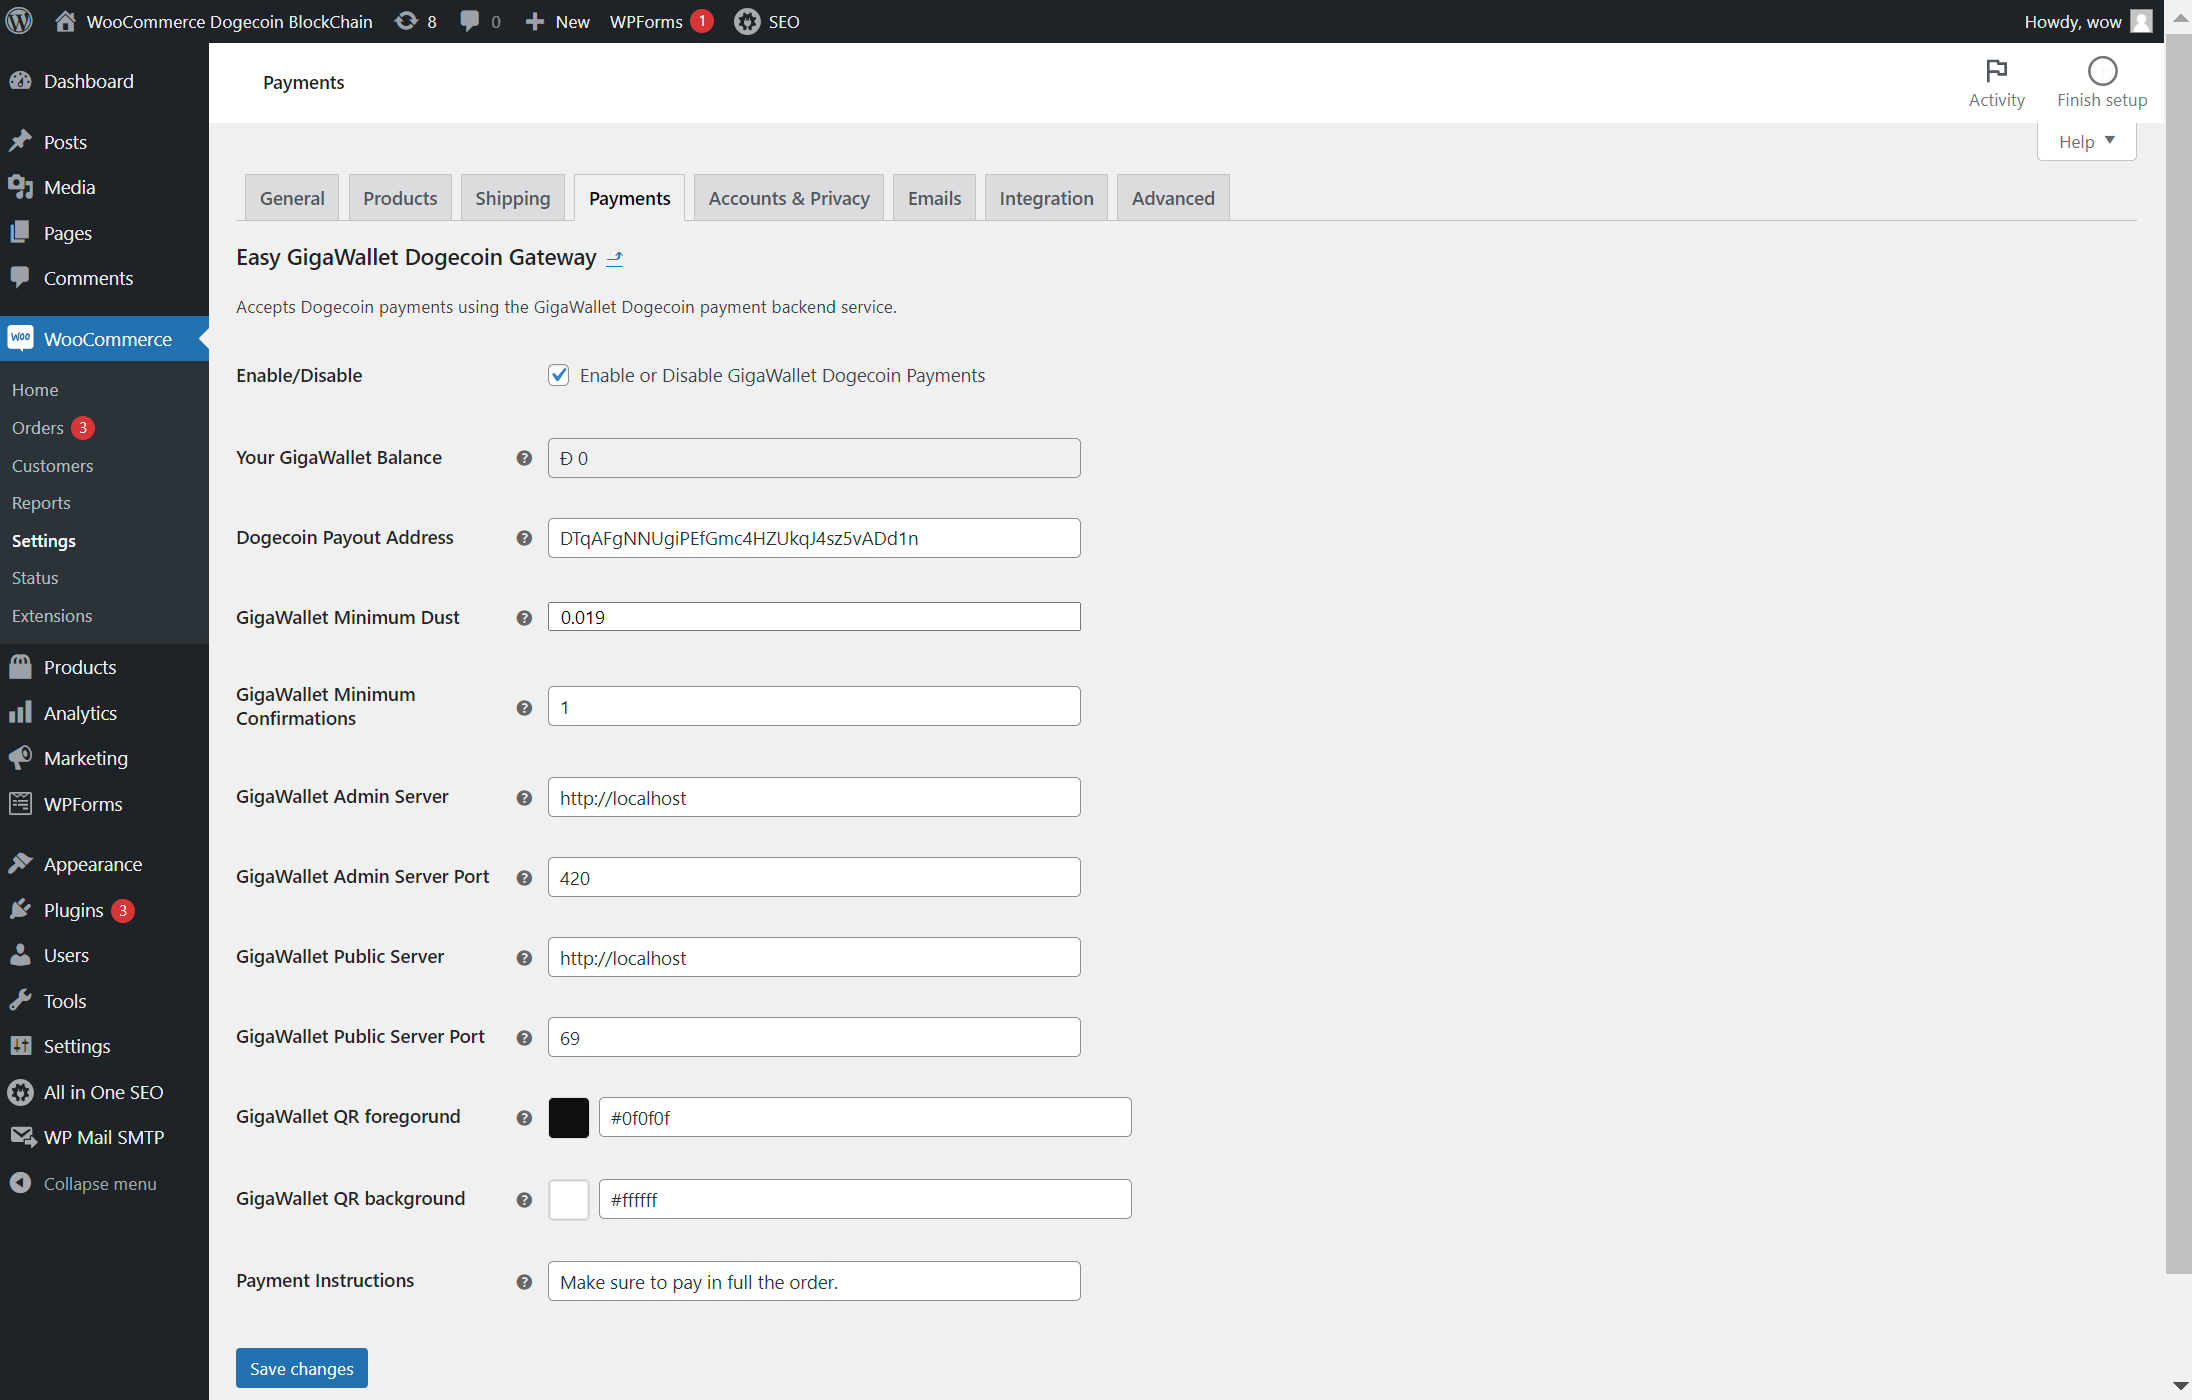 WooCommerce Dogecoin BlockChain 8 0 New WPForms 1 SEO Howdy, wow
Dashboard
Posts
Media
Pages
Comments
Woo WooCommerce
Home
Orders 3
Customers
Reports
Settings
Status
Extensions
Products
Analytics
Marketing
WPForms
Appearance
Plugins 3
Users
Tools
Settings
All in One SEO
WP Mail SMTP
Collapse menu
Payments
Activity
Finish setup
Help
General Products Shipping Payments Accounts & Privacy Emails Integration Advanced
Easy GigaWallet Dogecoin Gateway
Accepts Dogecoin payments using the GigaWallet Dogecoin payment backend service.
Enable/Disable Enable or Disable GigaWallet Dogecoin Payments
Your GigaWallet Balance ? Ð 0
Dogecoin Payout Address ? DTqAFgNNUgiPEfGmc4HZUkqJ4sz5vADd1n
GigaWallet Minimum Dust ? 0.019
GigaWallet Minimum
Confirmations ? 1
GigaWallet Admin Server ? http://localhost
GigaWallet Admin Server Port ? 420
GigaWallet Public Server ? http://localhost
GigaWallet Public Server Port ? 69
GigaWallet QR foregorund ? #0f0f0f
GigaWallet QR background ? #ffffff
Payment Instructions ? Make sure to pay in full the order.
Save changes